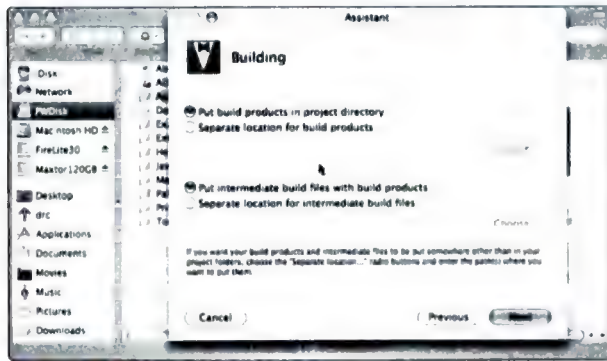 Assistant
Building
Disk
Network
PWDisk
Macintosh HD
FireLite30
Maxtor120GB
Desktop
drc
Applications
Documents
Movies
Music
Pictures
Downloads
Put build products in project directory
Separate location for build products
Put intermediate build files with build products
Separate location for intermediate build files
Choose
If you want your build products and intermediate files to be put somewhere other than in your
project folders, choose the "Separate location..." radio buttons and enter the path(s) where you
want to put them.
Cancel
Previous
Next